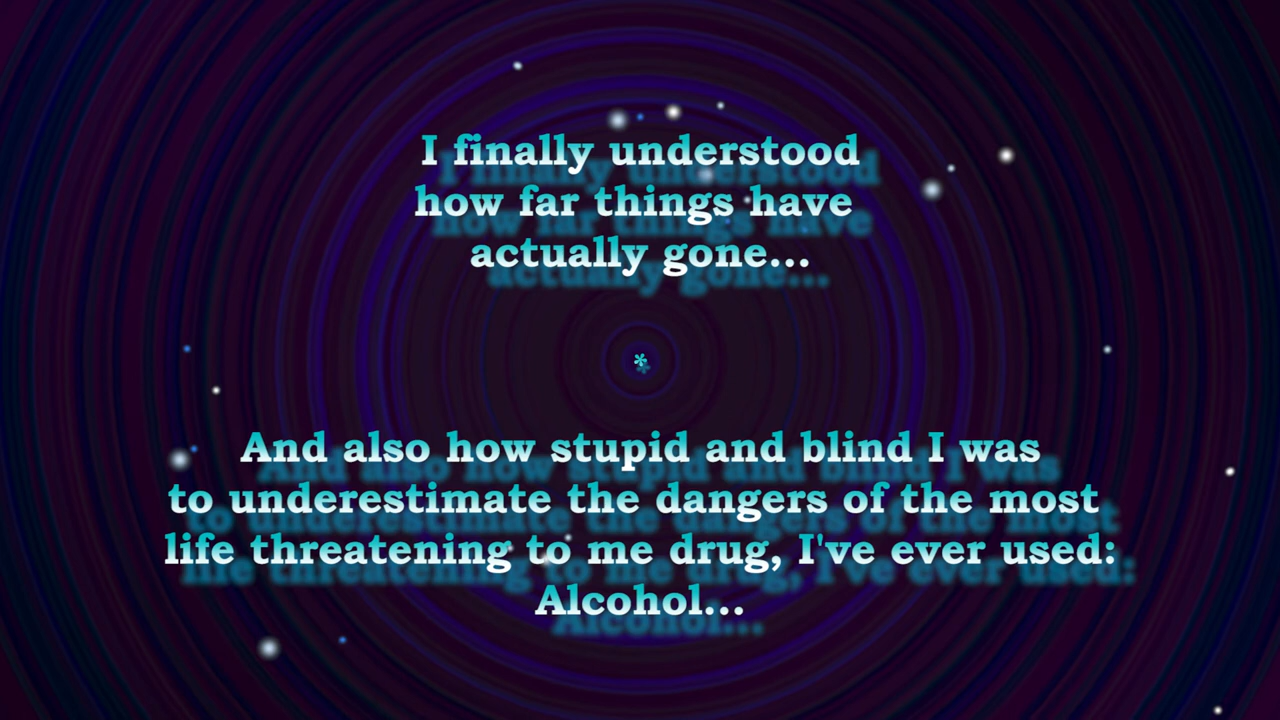 I finally understood
how far things have
actually gone...
*
And also how stupid and blind I was
to underestimate the dangers of the most
life threatening to me drug, I've ever used:
Alcohol...